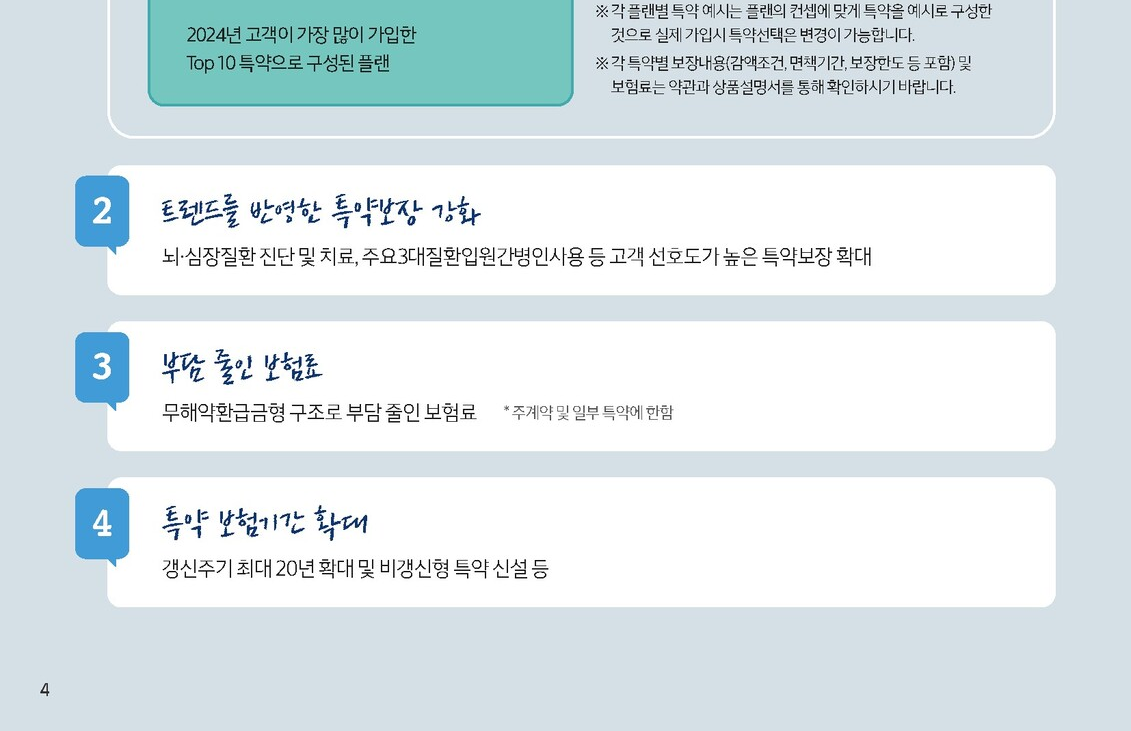 2024년 고객이 가장 많이 가입한
Top 10 특약으로 구성된 플랜
※ 각 플랜별 특약 예시는 플랜의 컨셉에 맞게 특약을 예시로 구성한
것으로 실제 가입시 특약선택은 변경이 가능합니다.
※ 각 특약별 보장내용(감액조건, 면책기간, 보장한도 등 포함) 및
보험료는 약관과 상품설명서를 통해 확인하시기 바랍니다.
2
트렌드를 반영한 특약보장 강화
뇌·심장질환 진단 및 치료, 주요3대질환입원간병인사용 등 고객 선호도가 높은 특약보장 확대
3
부담 줄인 보험료
무해약환급금형 구조로 부담 줄인 보험료 * 주계약 및 일부 특약에 한함
4
특약 보험기간 확대
갱신주기 최대 20년 확대 및 비갱신형 특약 신설 등
4